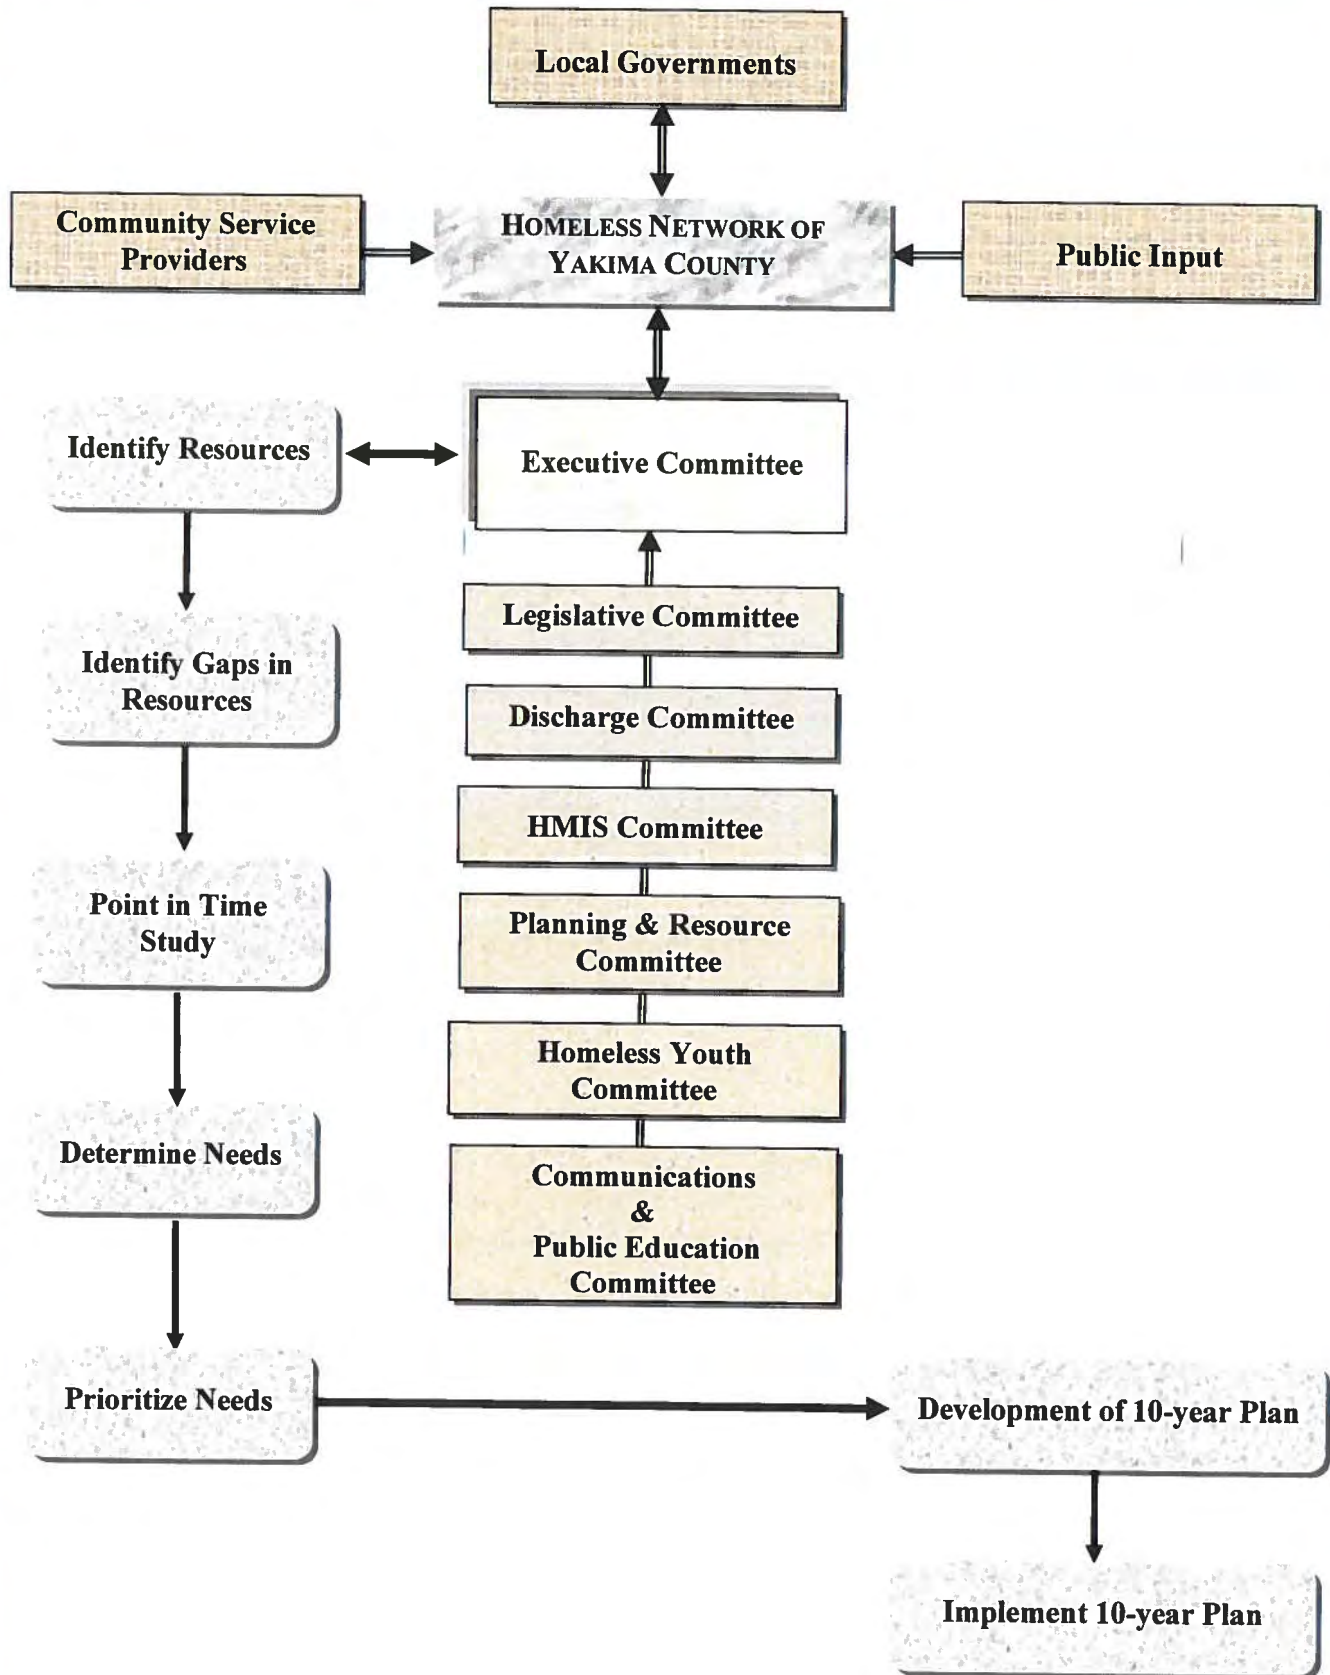 Local Governments
Community Service
Providers
HOMELESS NETWORK OF
YAKIMA COUNTY
Public Input
Identify Resources
Executive Committee
Legislative Committee
Identify Gaps in
Resources
Discharge Committee
HMIS Committee
Point in Time
Study
Planning & Resource
Committee
Homeless Youth
Committee
Determine Needs
Communications
&
Public Education
Committee
Prioritize Needs
Development of 10-year Plan
Implement 10-year Plan